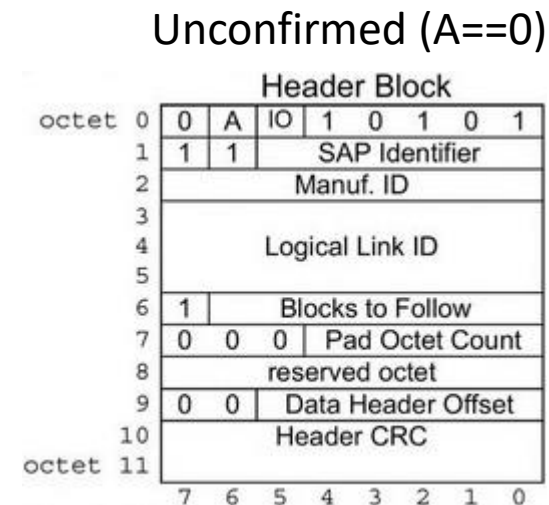 Unconfirmed (A==0)
Header Block
octet 0 0 A IO 1 0 1 0 1
1 1 1 SAP Identifier
2 Manuf. ID
3
4 Logical Link ID
5
6 1 Blocks to Follow
7 0 0 0 Pad Octet Count
8 reserved octet
9 0 0 Data Header Offset
10 Header CRC
octet 11
7 6 5 4 3 2 1 0